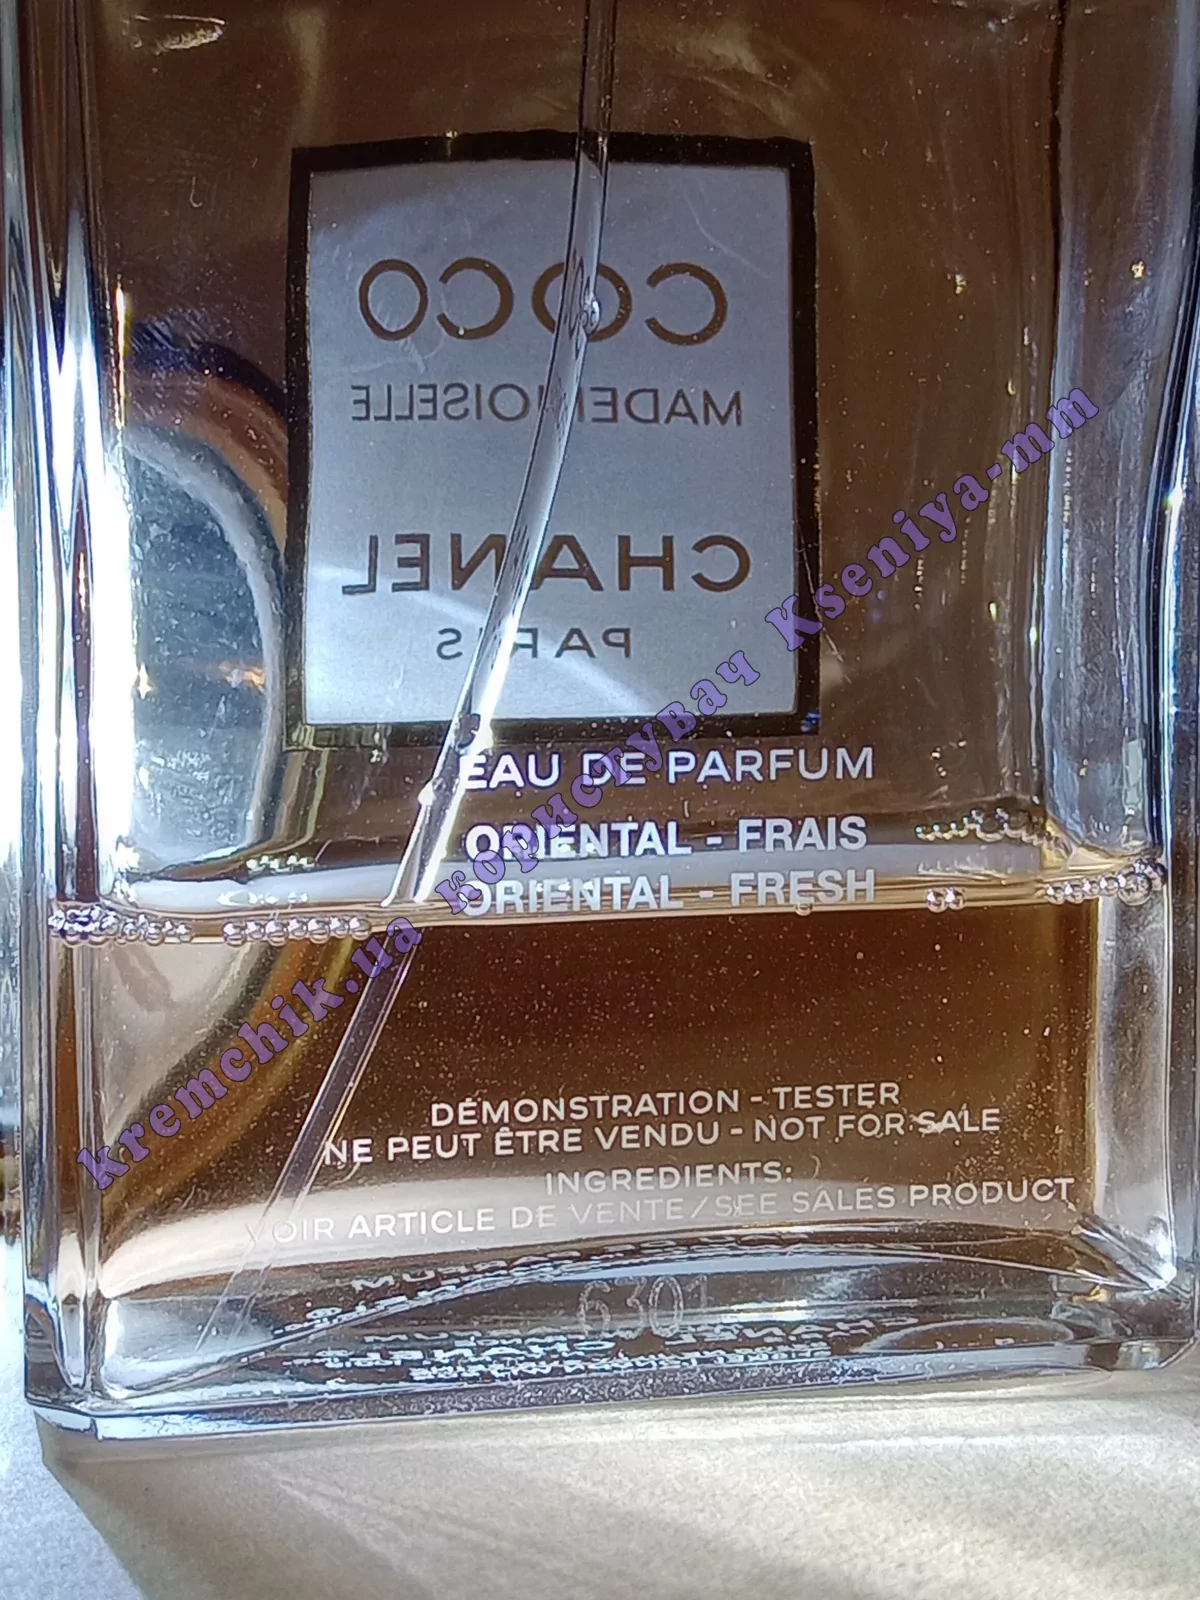 COCO
MADEMOISELLE
CHANEL
PARIS
EAU DE PARFUM
ORIENTAL - FRAIS
ORIENTAL - FRESH
DÉMONSTRATION - TESTER
NE PEUT ÊTRE VENDU - NOT FOR SALE
INGREDIENTS:
VOIR ARTICLE DE VENTE/SEE SALES PRODUCT
6301
kremchik.ua користувач Kseniya-mm